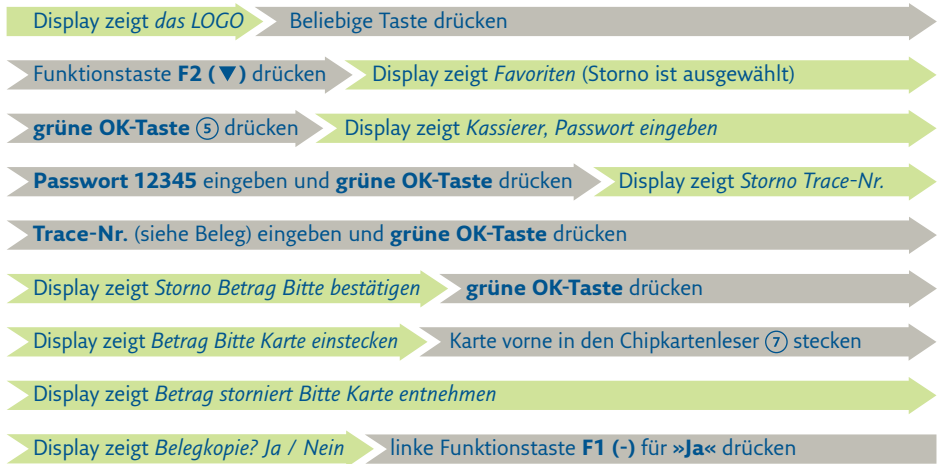 Display zeigt das LOGO Beliebige Taste drücken
Funktionstaste F2 (▼) drücken Display zeigt Favoriten (Storno ist ausgewählt)
grüne OK-Taste ⑤ drücken Display zeigt Kassierer, Passwort eingeben
Passwort 12345 eingeben und grüne OK-Taste drücken Display zeigt Storno Trace-Nr.
Trace-Nr. (siehe Beleg) eingeben und grüne OK-Taste drücken
Display zeigt Storno Betrag Bitte bestätigen grüne OK-Taste drücken
Display zeigt Betrag Bitte Karte einstecken Karte vorne in den Chipkartenleser ⑦ stecken
Display zeigt Betrag storniert Bitte Karte entnehmen
Display zeigt Belegkopie? Ja / Nein linke Funktionstaste F1 (-) für »Ja« drücken